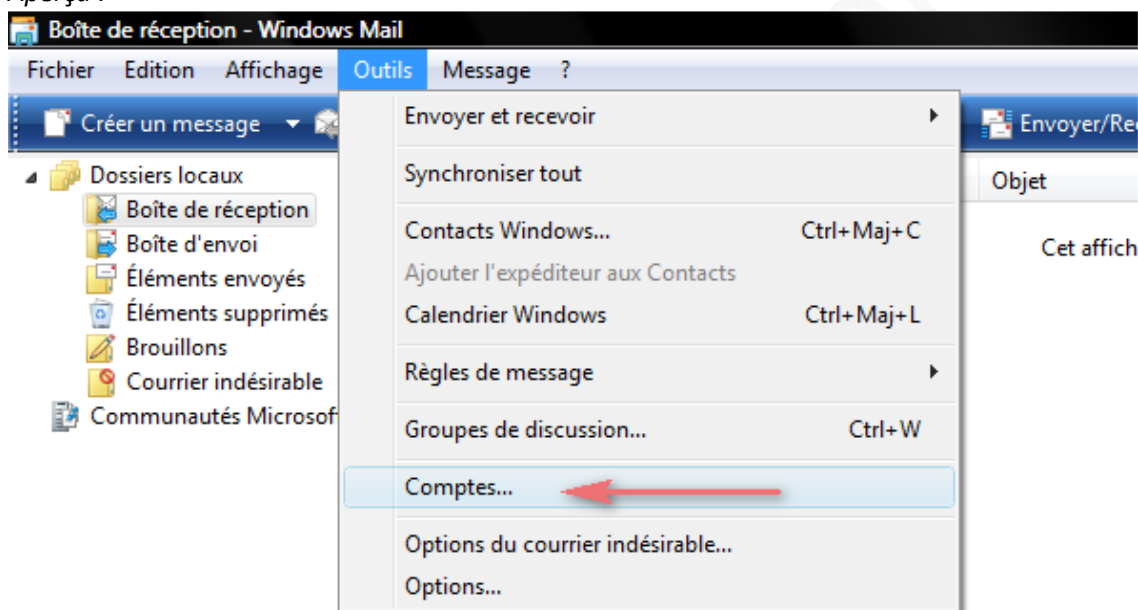 Aperçu :
Boîte de réception - Windows Mail
Fichier Edition Affichage Outils Message ?
Créer un message
Envoyer/Rec
Dossiers locaux
Boîte de réception
Boîte d'envoi
Éléments envoyés
Éléments supprimés
Brouillons
Courrier indésirable
Communautés Microsof
Envoyer et recevoir
Synchroniser tout
Contacts Windows... Ctrl+Maj+C
Ajouter l'expéditeur aux Contacts
Calendrier Windows Ctrl+Maj+L
Règles de message
Groupes de discussion... Ctrl+W
Comptes...
Options du courrier indésirable...
Options...
Objet
Cet affich